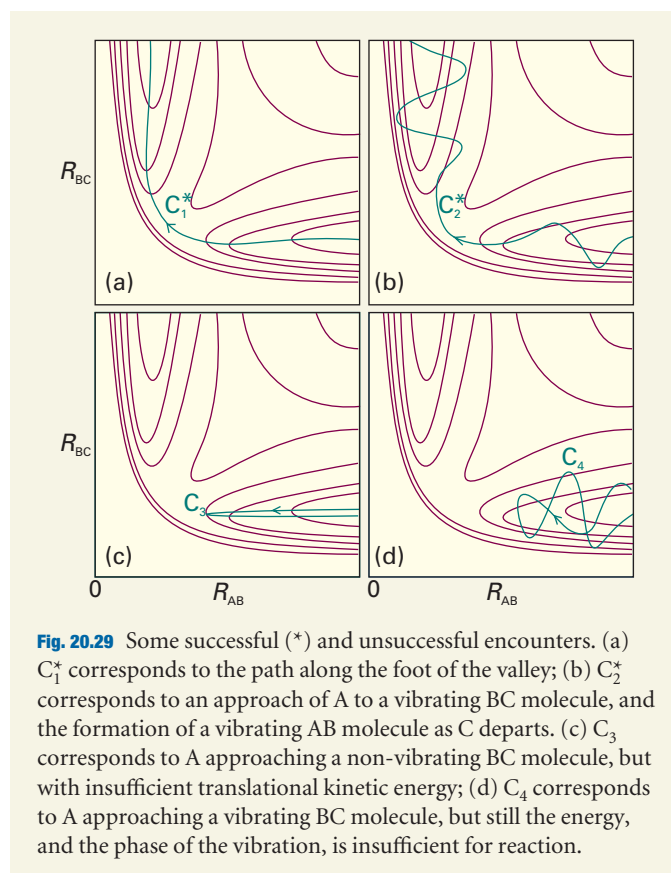 R_BC
C₁*
(a)
C₂*
(b)
R_BC
C₃
(c)
C₄
(d)
0
R_AB
0
R_AB
Fig. 20.29 Some successful (*) and unsuccessful encounters. (a)
C₁* corresponds to the path along the foot of the valley; (b) C₂*
corresponds to an approach of A to a vibrating BC molecule, and
the formation of a vibrating AB molecule as C departs. (c) C₃
corresponds to A approaching a non-vibrating BC molecule, but
with insufficient translational kinetic energy; (d) C₄ corresponds
to A approaching a vibrating BC molecule, but still the energy,
and the phase of the vibration, is insufficient for reaction.